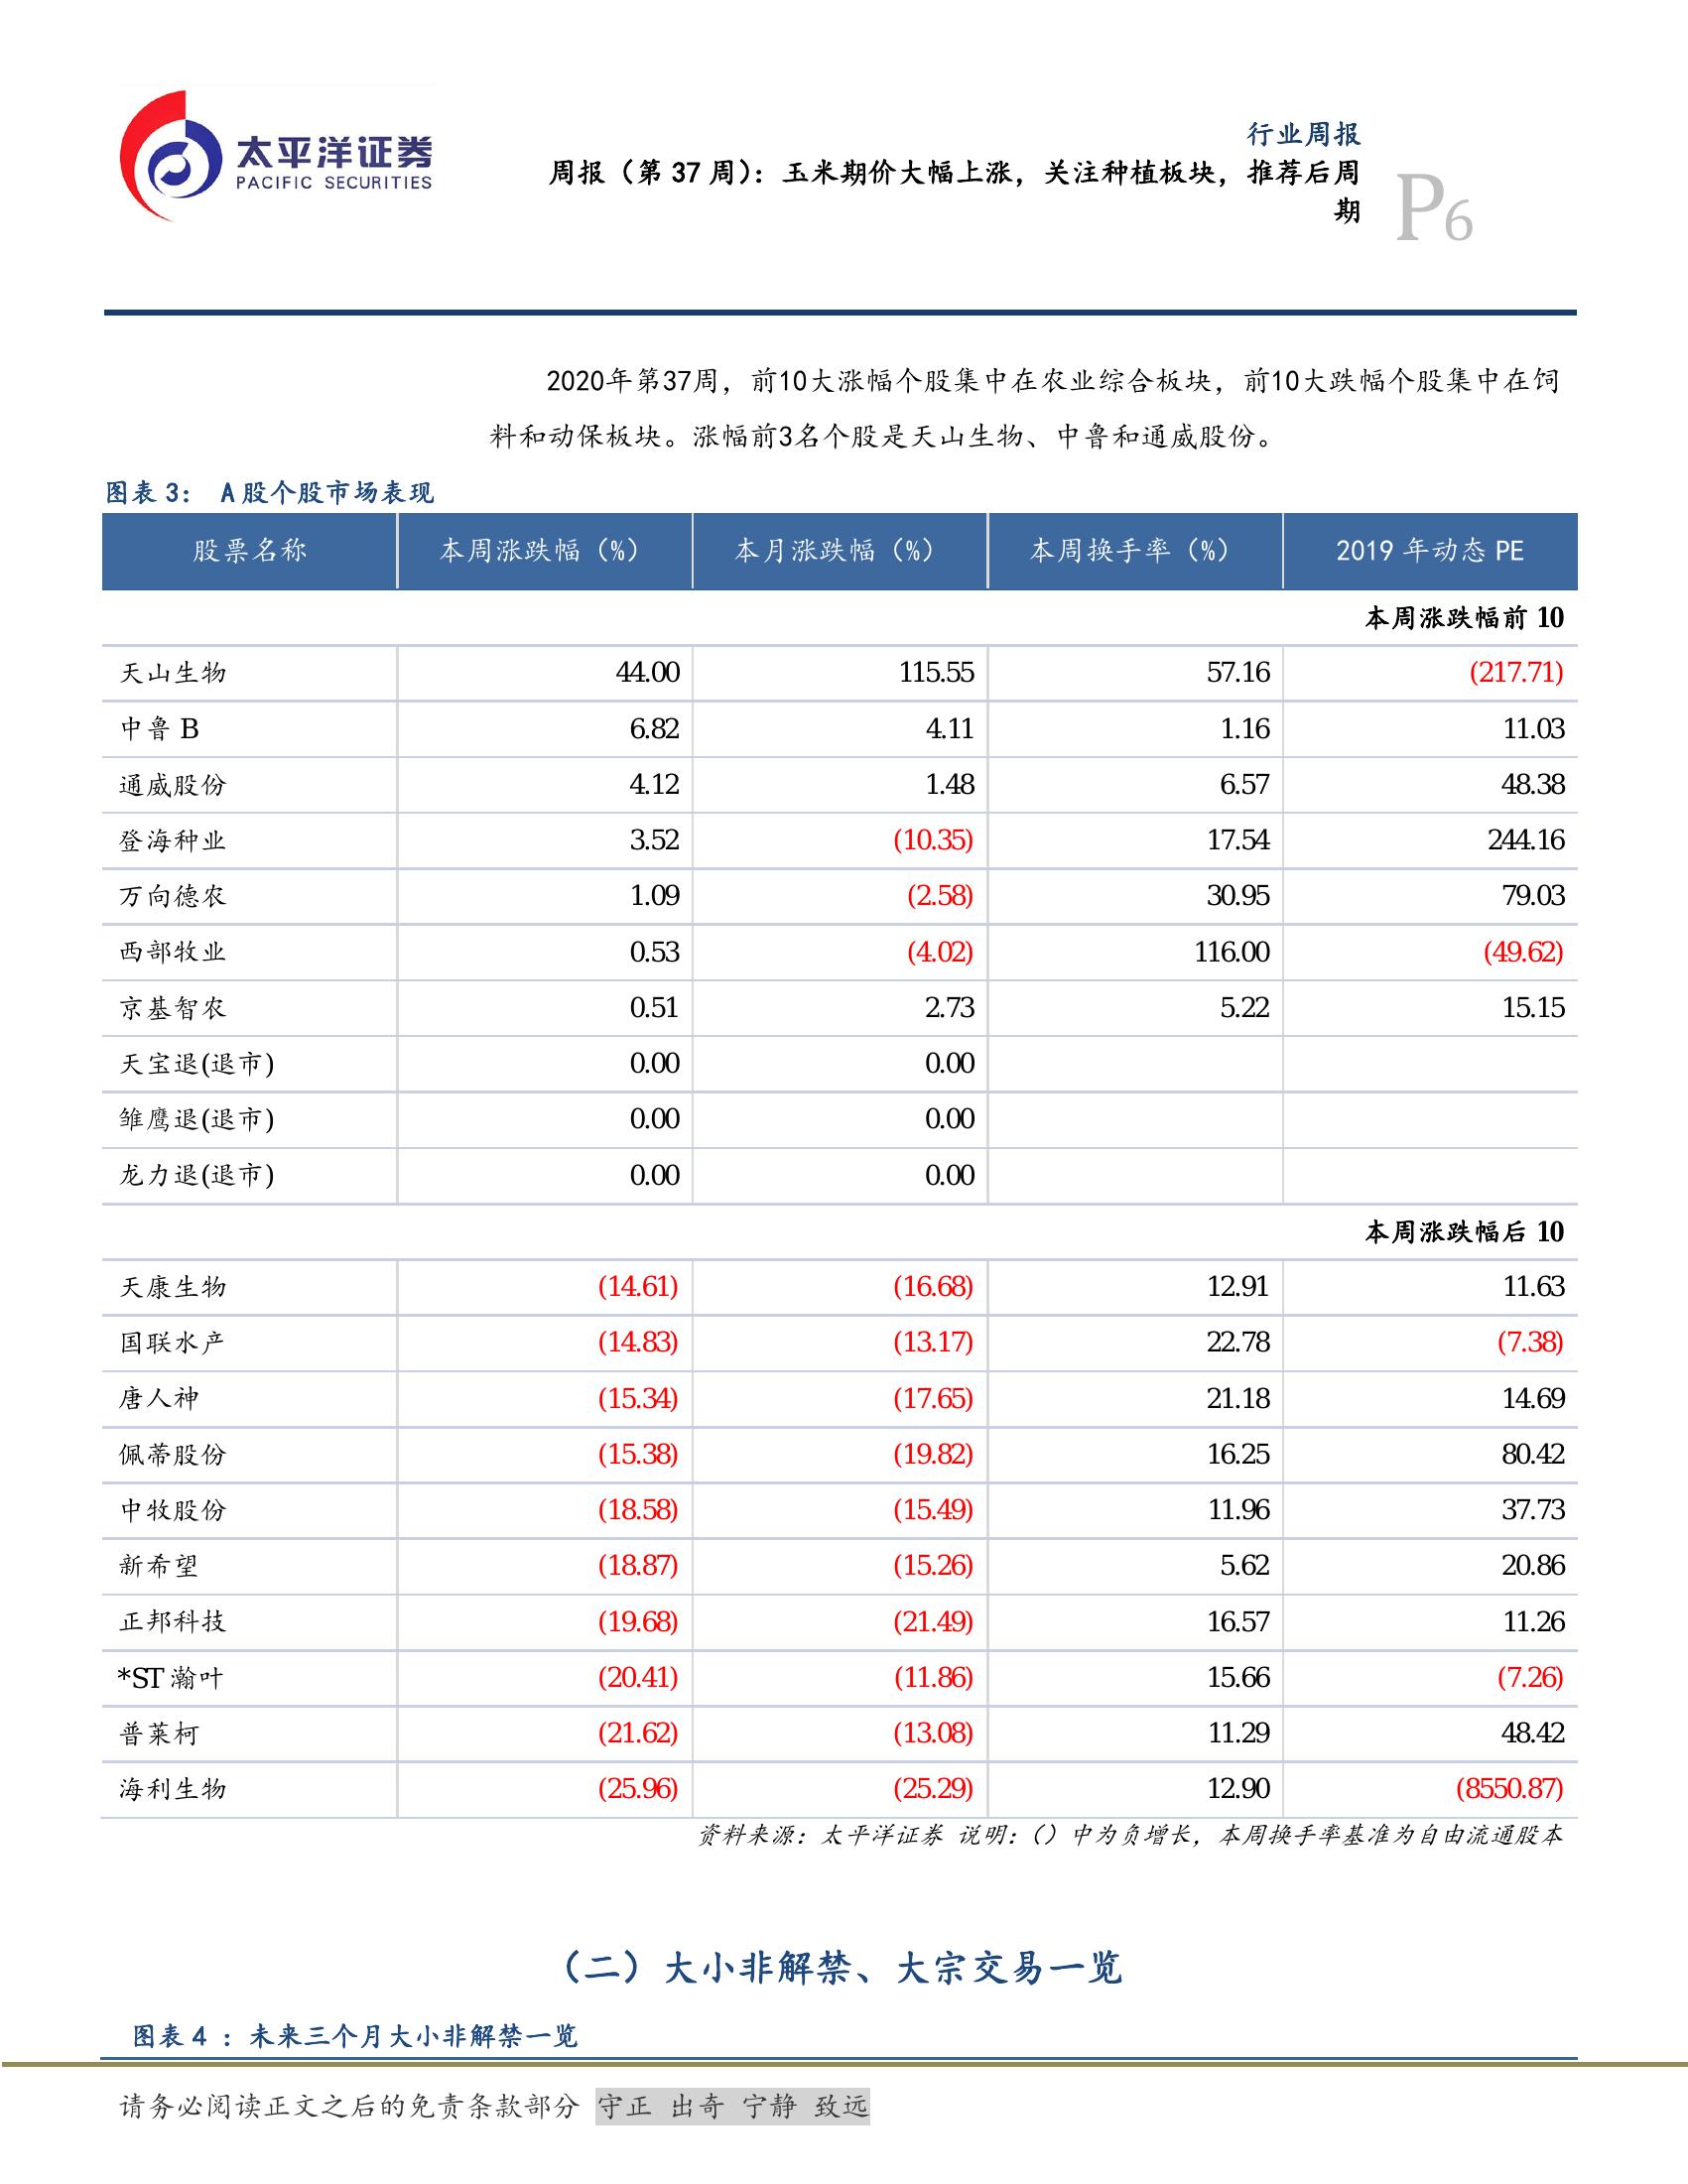 太平洋证券
PACIFIC SECURITIES
行业周报
周报（第 37 周）：玉米期价大幅上涨，关注种植板块，推荐后周
期
P6
2020年第37周，前10大涨幅个股集中在农业综合板块，前10大跌幅个股集中在饲
料和动保板块。涨幅前3名个股是天山生物、中鲁和通威股份。
图表 3： A 股个股市场表现
股票名称 本周涨跌幅（%） 本月涨跌幅（%） 本周换手率（%） 2019 年动态 PE
本周涨跌幅前 10
天山生物 44.00 115.55 57.16 (217.71)
中鲁 B 6.82 4.11 1.16 11.03
通威股份 4.12 1.48 6.57 48.38
登海种业 3.52 (10.35) 17.54 244.16
万向德农 1.09 (2.58) 30.95 79.03
西部牧业 0.53 (4.02) 116.00 (49.62)
京基智农 0.51 2.73 5.22 15.15
天宝退(退市) 0.00 0.00
雏鹰退(退市) 0.00 0.00
龙力退(退市) 0.00 0.00
本周涨跌幅后 10
天康生物 (14.61) (16.68) 12.91 11.63
国联水产 (14.83) (13.17) 22.78 (7.38)
唐人神 (15.34) (17.65) 21.18 14.69
佩蒂股份 (15.38) (19.82) 16.25 80.42
中牧股份 (18.58) (15.49) 11.96 37.73
新希望 (18.87) (15.26) 5.62 20.86
正邦科技 (19.68) (21.49) 16.57 11.26
*ST 瀚叶 (20.41) (11.86) 15.66 (7.26)
普莱柯 (21.62) (13.08) 11.29 48.42
海利生物 (25.96) (25.29) 12.90 (8550.87)
资料来源：太平洋证券 说明：（）中为负增长，本周换手率基准为自由流通股本
（二）大小非解禁、大宗交易一览
图表 4 ：未来三个月大小非解禁一览
请务必阅读正文之后的免责条款部分 守正 出奇 宁静 致远